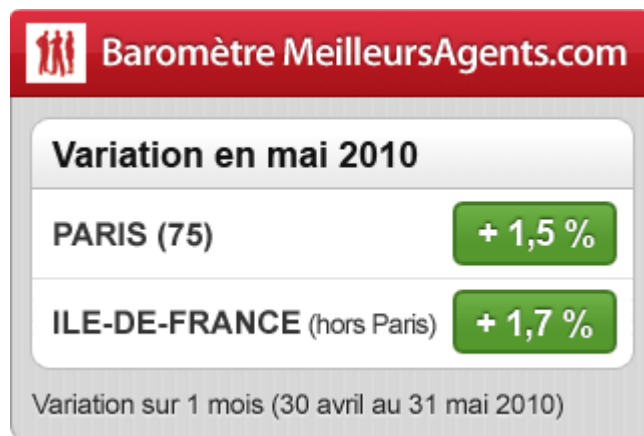 Baromètre MeilleursAgents.com
Variation en mai 2010
PARIS (75) + 1,5 %
ILE-DE-FRANCE (hors Paris) + 1,7 %
Variation sur 1 mois (30 avril au 31 mai 2010)